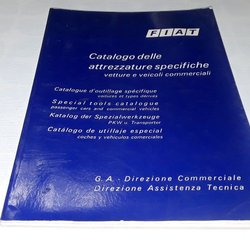 FIAT
Catalogo delle
attrezzature specifiche
vetture e veicoli commerciali
Catalogue d'outillage spécifique
voitures et types dérivés
Special tools catalogue
passenger cars and commercial vehicles
Katalog der Spezialwerkzeuge
PKW u. Transporter
Catálogo de utillaje especial
coches y vehículos comerciales
G.A. - Direzione Commerciale
Direzione Assistenza Tecnica